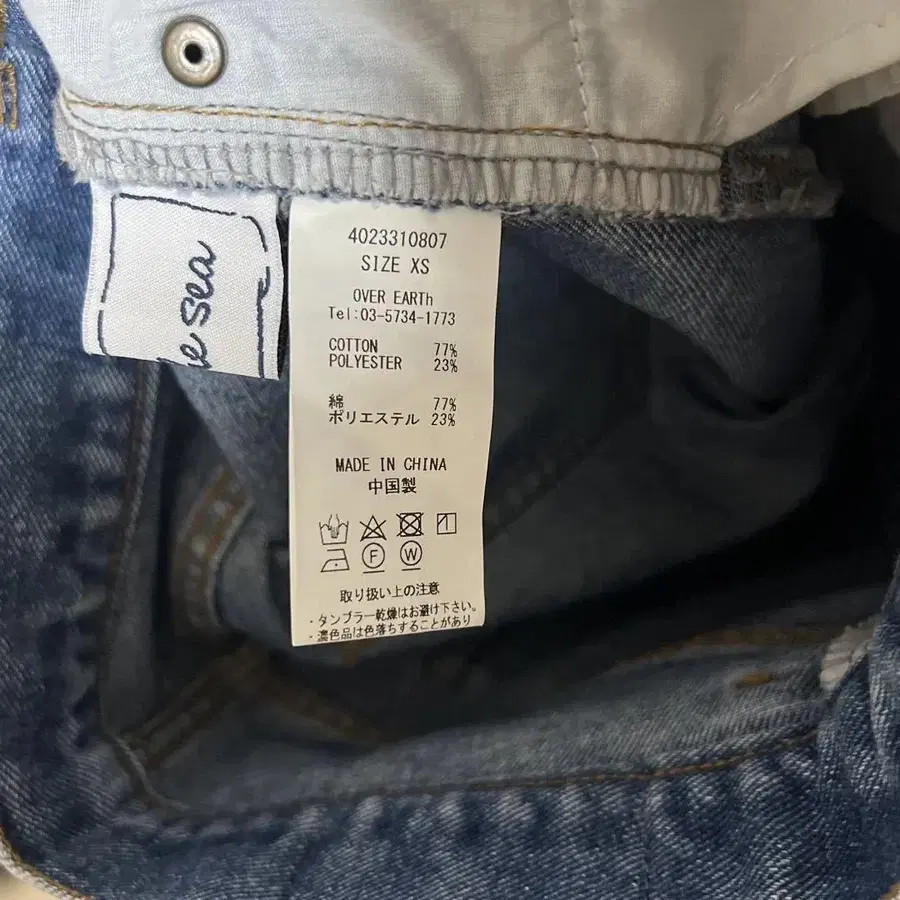 e sea
4023310807
SIZE XS
OVER EARTh
Tel:03-5734-1773
COTTON 77%
POLYESTER 23%
綿 77%
ポリエステル 23%
MADE IN CHINA
中国製
F W
取り扱い上の注意
・タンブラー乾燥はお避け下さい。
・濃色品は色落ちすることがあり